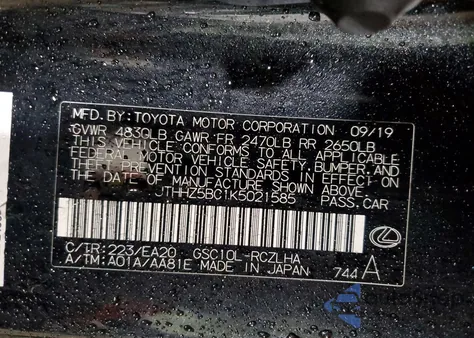 MFD. BY: TOYOTA MOTOR CORPORATION 09/19
GVWR 4830LB GAWR FR 2470LB RR 2650LB
THIS VEHICLE CONFORMS TO ALL APPLICABLE
FEDERAL MOTOR VEHICLE SAFETY, BUMPER, AND
THEFT PREVENTION STANDARDS IN EFFECT ON
THE DATE OF MANUFACTURE SHOWN ABOVE.
JTHHZ5BC1K5021585 PASS.CAR
C/TR: 223/EA20 GSC10L-RCZLHA
A/TM: A01A/AA81E MADE IN JAPAN 744 A